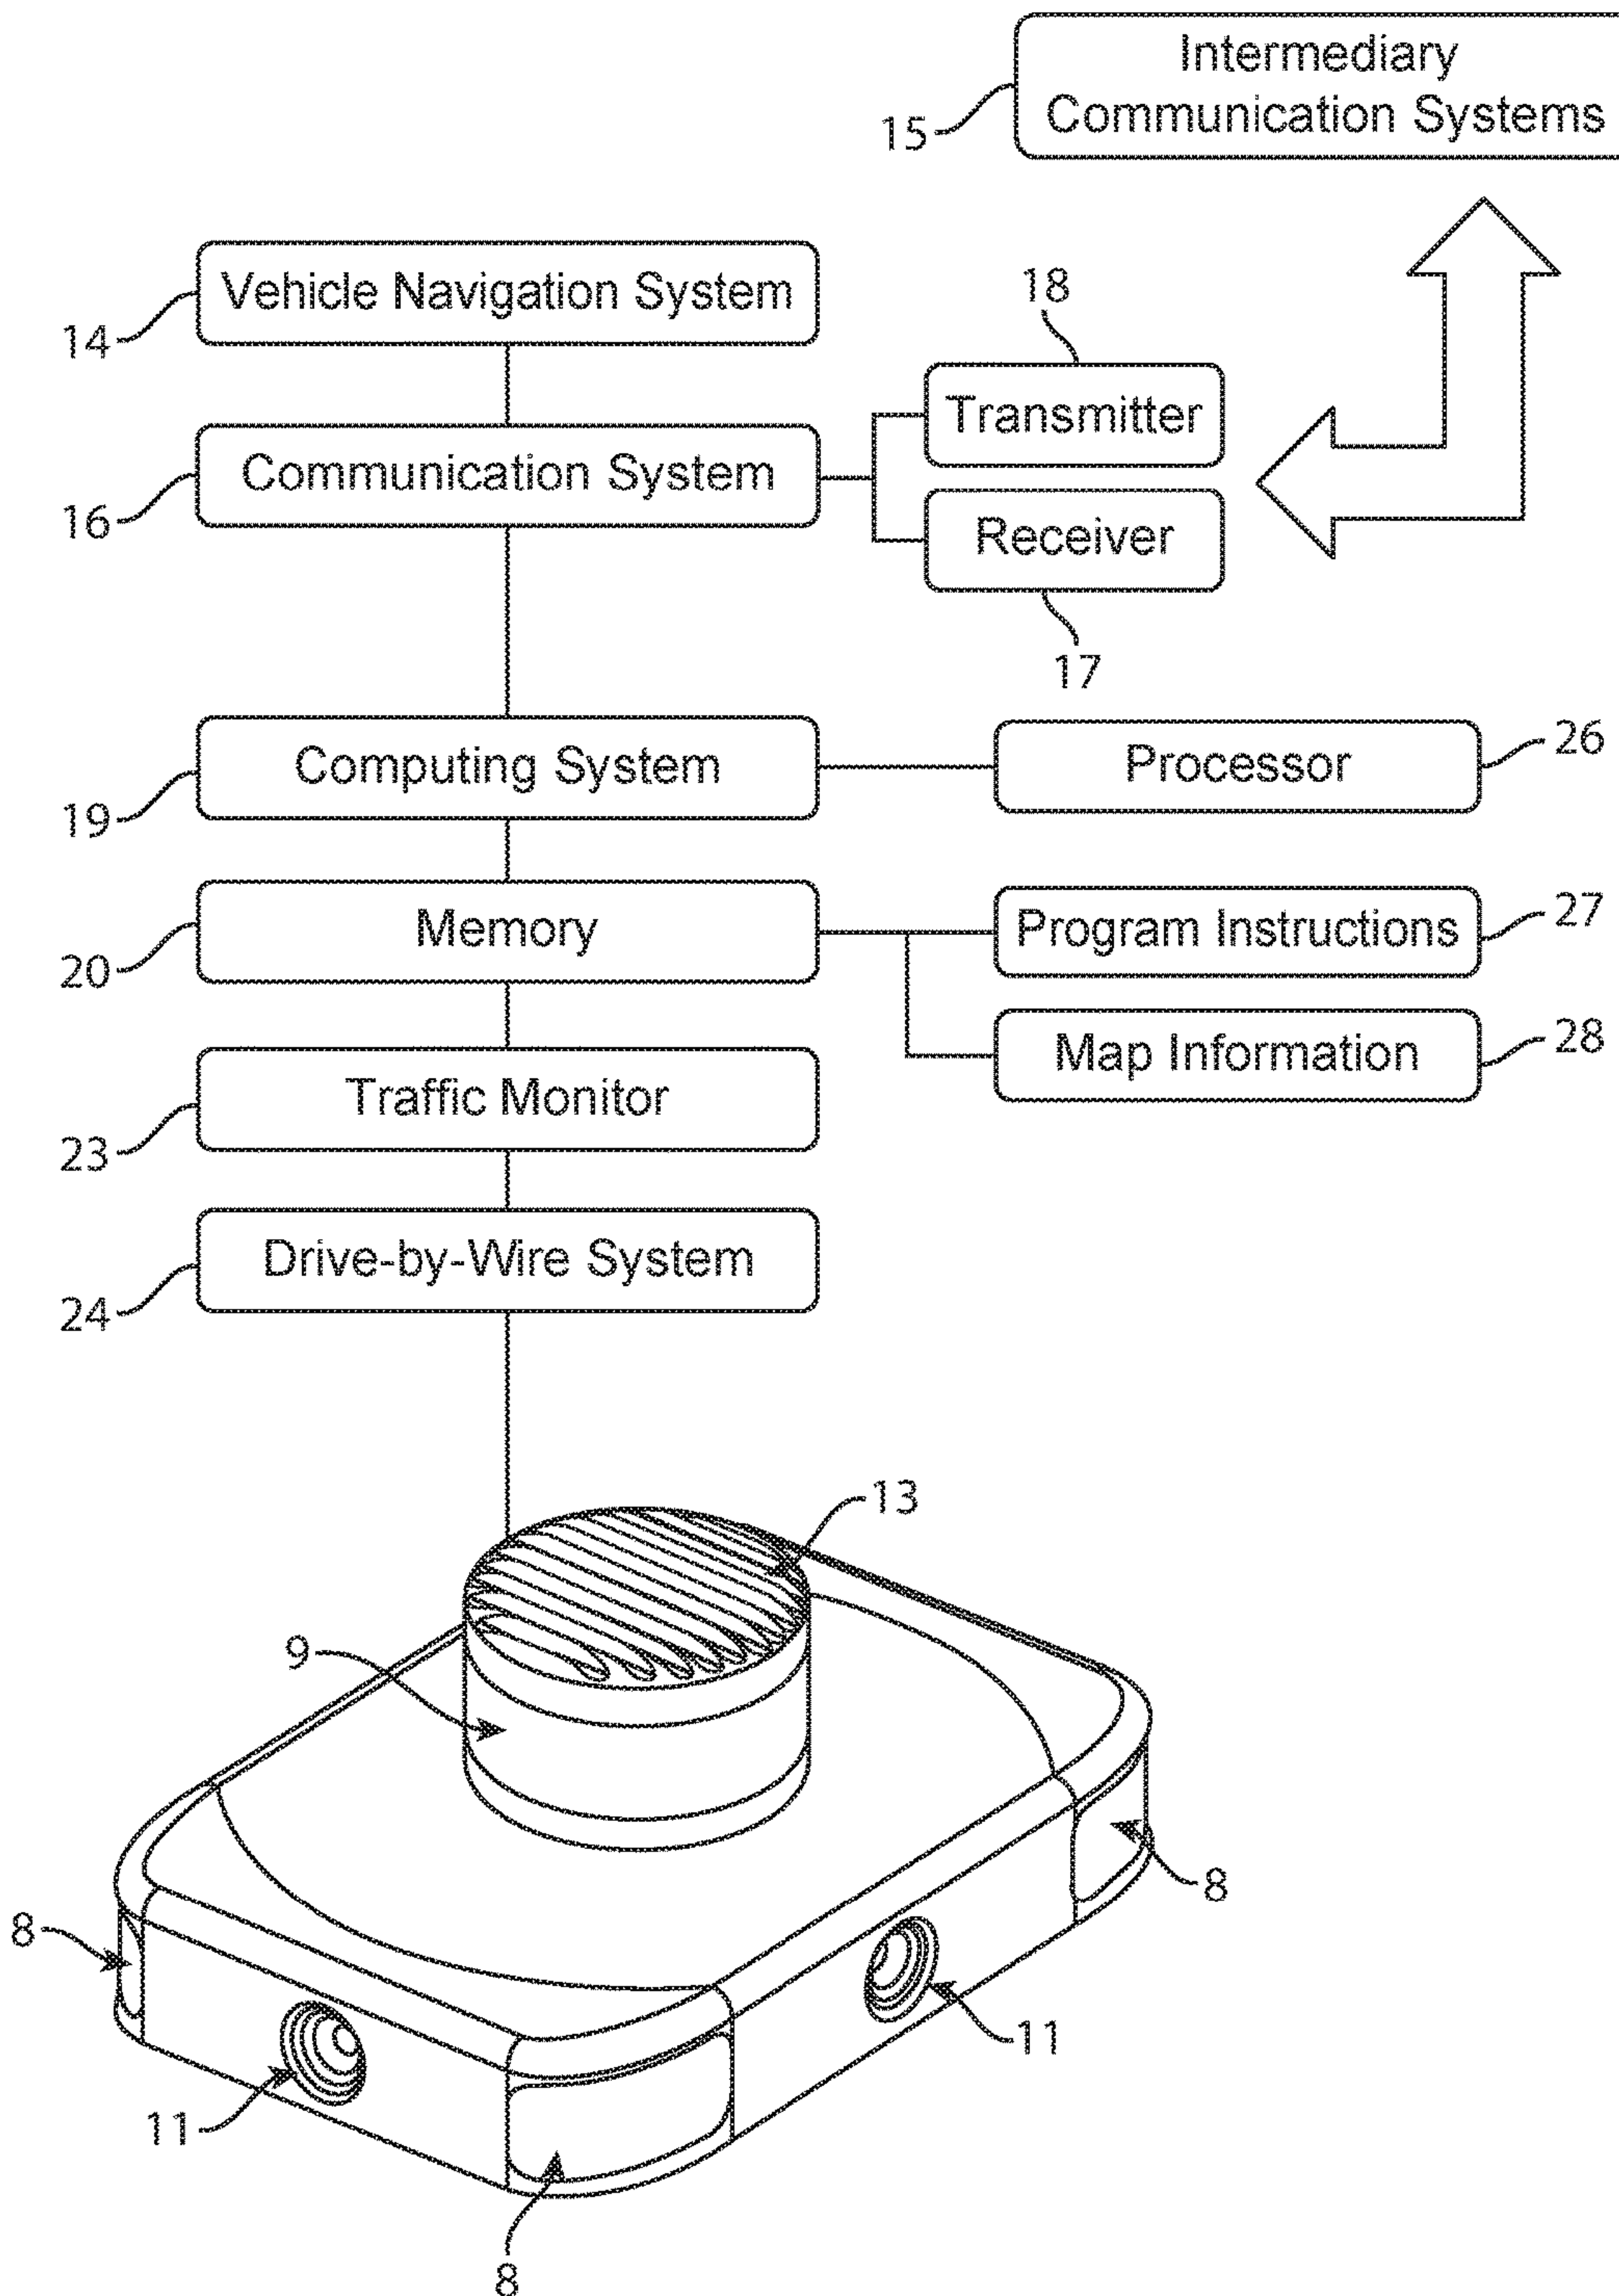 Intermediary
Communication Systems
15
Vehicle Navigation System
14
18
Transmitter
Communication System
16
Receiver
17
Computing System
19
Processor
26
Memory
20
Program Instructions
27
Map Information
28
Traffic Monitor
23
Drive-by-Wire System
24
13
9
8
8
11
11
8